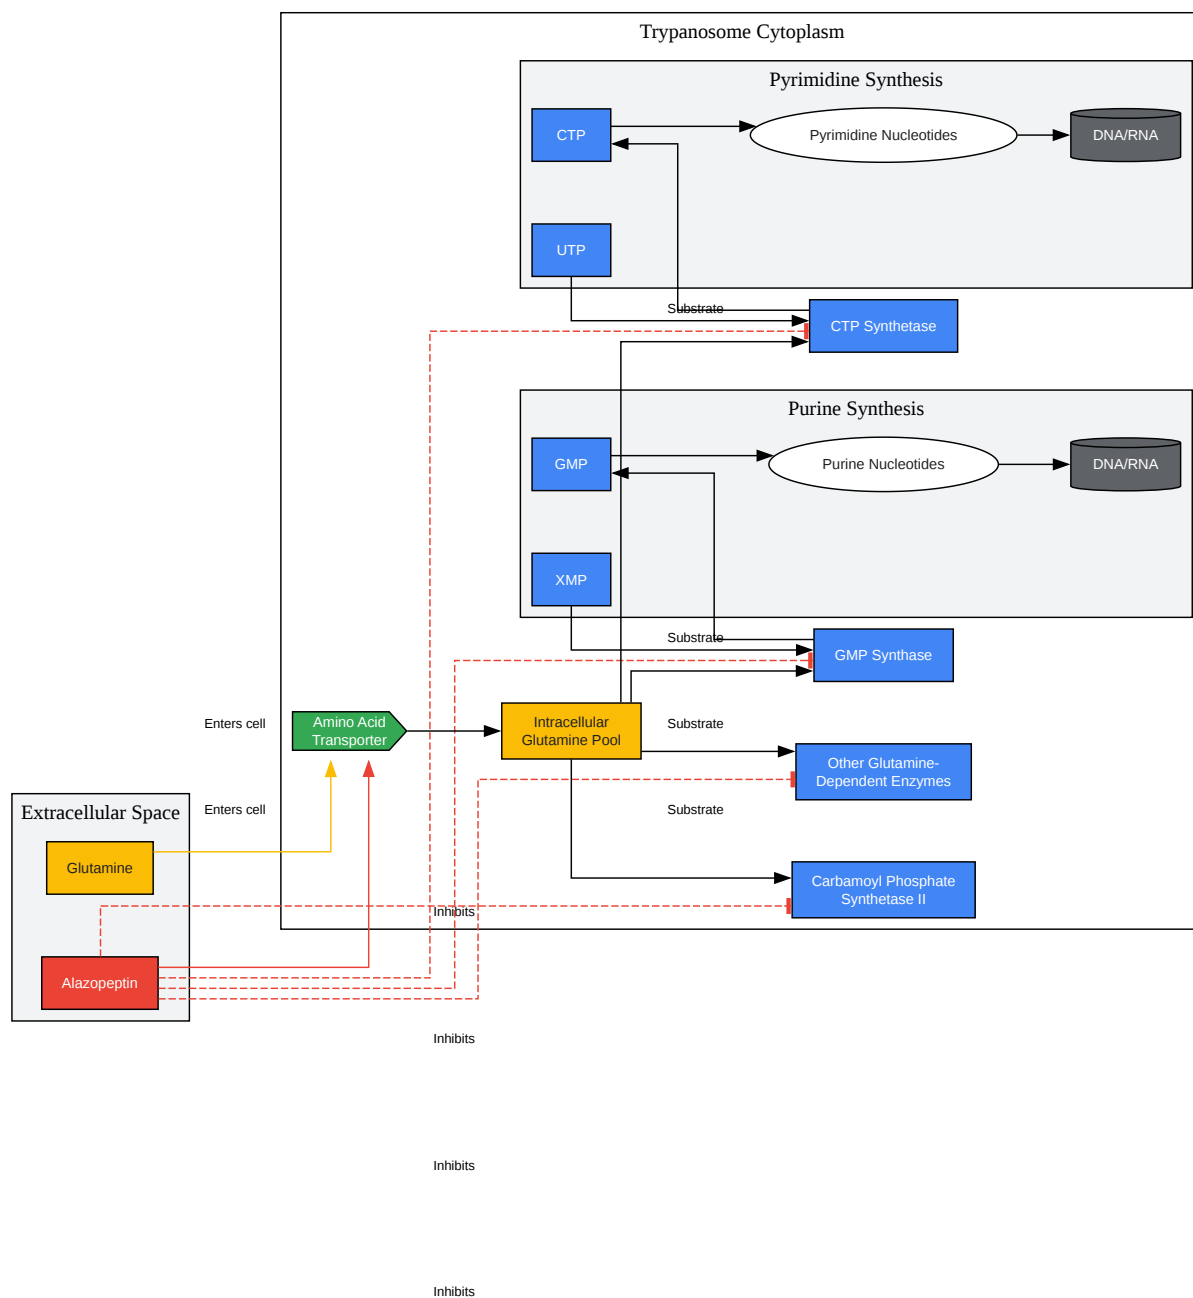 Trypanosome Cytoplasm
Pyrimidine Synthesis
CTP
Pyrimidine Nucleotides
DNA/RNA
UTP
Substrate
CTP Synthetase
Purine Synthesis
GMP
Purine Nucleotides
DNA/RNA
XMP
Substrate
GMP Synthase
Enters cell
Amino Acid
Transporter
Intracellular
Glutamine Pool
Substrate
Other Glutamine-
Dependent Enzymes
Extracellular Space
Enters cell
Substrate
Glutamine
Carbamoyl Phosphate
Synthetase II
Inhibits
Alazopeptin
Inhibits
Inhibits
Inhibits